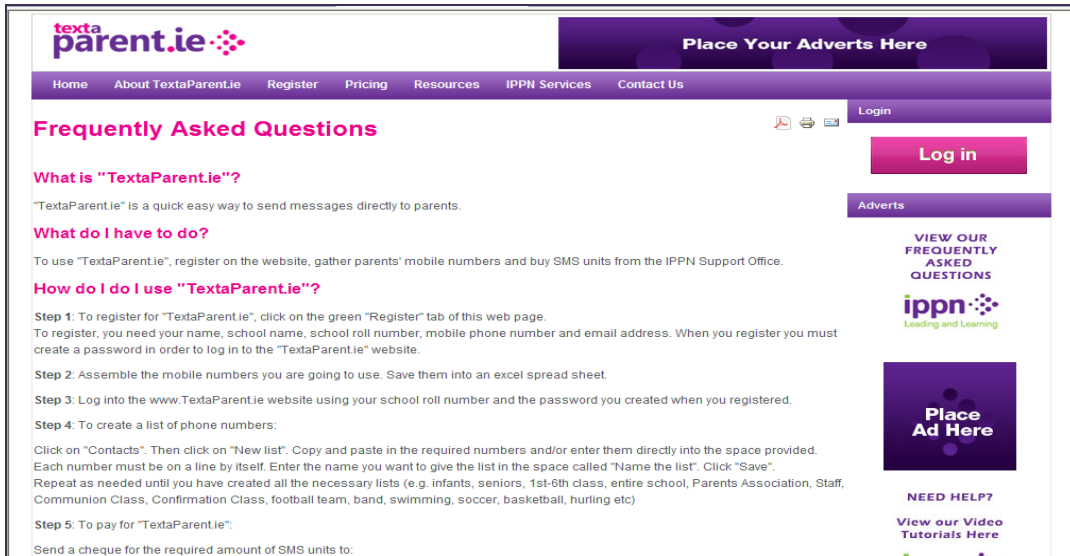 texta
parent.ie
Place Your Adverts Here
Home About TextaParent.ie Register Pricing Resources IPPN Services Contact Us
Frequently Asked Questions
What is "TextaParent.ie"?
"TextaParent.ie" is a quick easy way to send messages directly to parents.
What do I have to do?
To use "TextaParent.ie", register on the website, gather parents' mobile numbers and buy SMS units from the IPPN Support Office.
How do I do I use "TextaParent.ie"?
Step 1: To register for "TextaParent.ie", click on the green "Register" tab of this web page.
To register, you need your name, school name, school roll number, mobile phone number and email address. When you register you must
create a password in order to log in to the "TextaParent.ie" website.
Step 2: Assemble the mobile numbers you are going to use. Save them into an excel spread sheet.
Step 3: Log into the www.TextaParent.ie website using your school roll number and the password you created when you registered.
Step 4: To create a list of phone numbers:
Click on "Contacts". Then click on "New list". Copy and paste in the required numbers and/or enter them directly into the space provided.
Each number must be on a line by itself. Enter the name you want to give the list in the space called "Name the list". Click "Save".
Repeat as needed until you have created all the necessary lists (e.g. infants, seniors, 1st-6th class, entire school, Parents Association, Staff,
Communion Class, Confirmation Class, football team, band, swimming, soccer, basketball, hurling etc)
Step 5: To pay for "TextaParent.ie":
Send a cheque for the required amount of SMS units to:
Login
Log in
Adverts
VIEW OUR
FREQUENTLY
ASKED
QUESTIONS
ippn
Leading and Learning
Place
Ad Here
NEED HELP?
View our Video
Tutorials Here